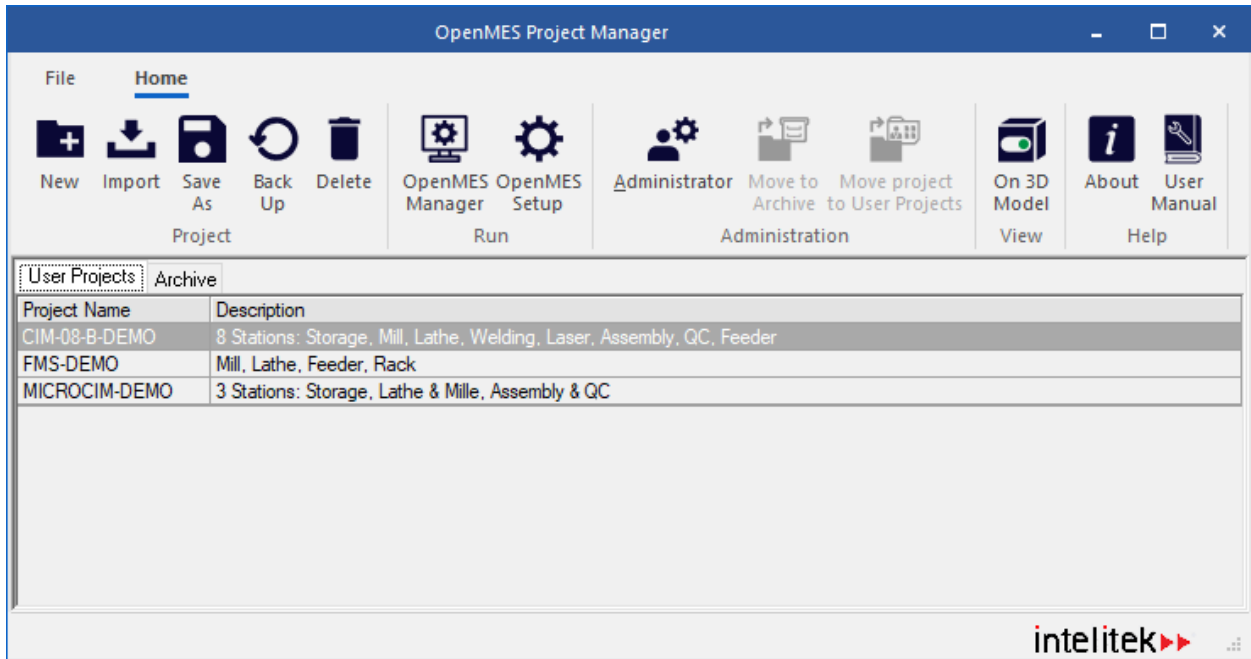 OpenMES Project Manager
File Home
New Import Save As Back Up Delete OpenMES Manager OpenMES Setup Administrator Move to Archive Move project to User Projects On 3D Model About User Manual
Project Run Administration View Help
User Projects Archive
Project Name Description
CIM-08-B-DEMO 8 Stations: Storage, Mill, Lathe, Welding, Laser, Assembly, QC, Feeder
FMS-DEMO Mill, Lathe, Feeder, Rack
MICROCIM-DEMO 3 Stations: Storage, Lathe & Mille, Assembly & QC
intelitek